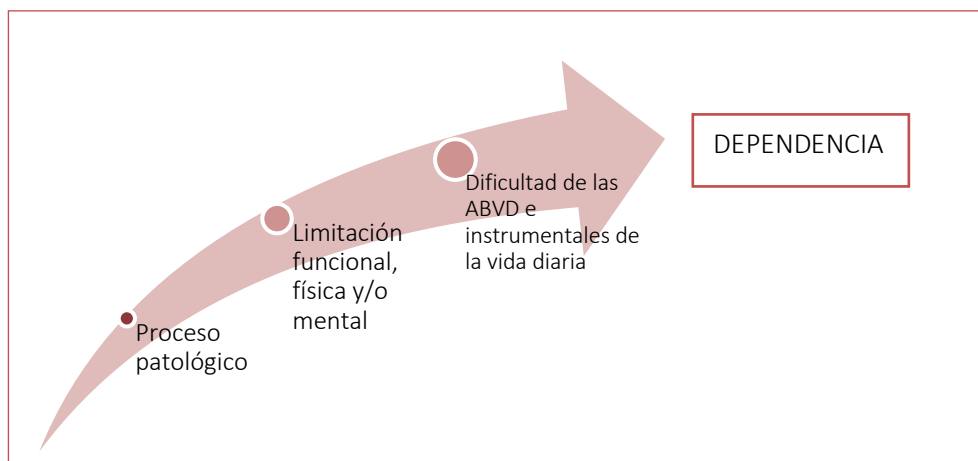 Proceso
patológico
Limitación
funcional,
física y/o
mental
Dificultad de las
ABVD e
instrumentales de
la vida diaria
DEPENDENCIA